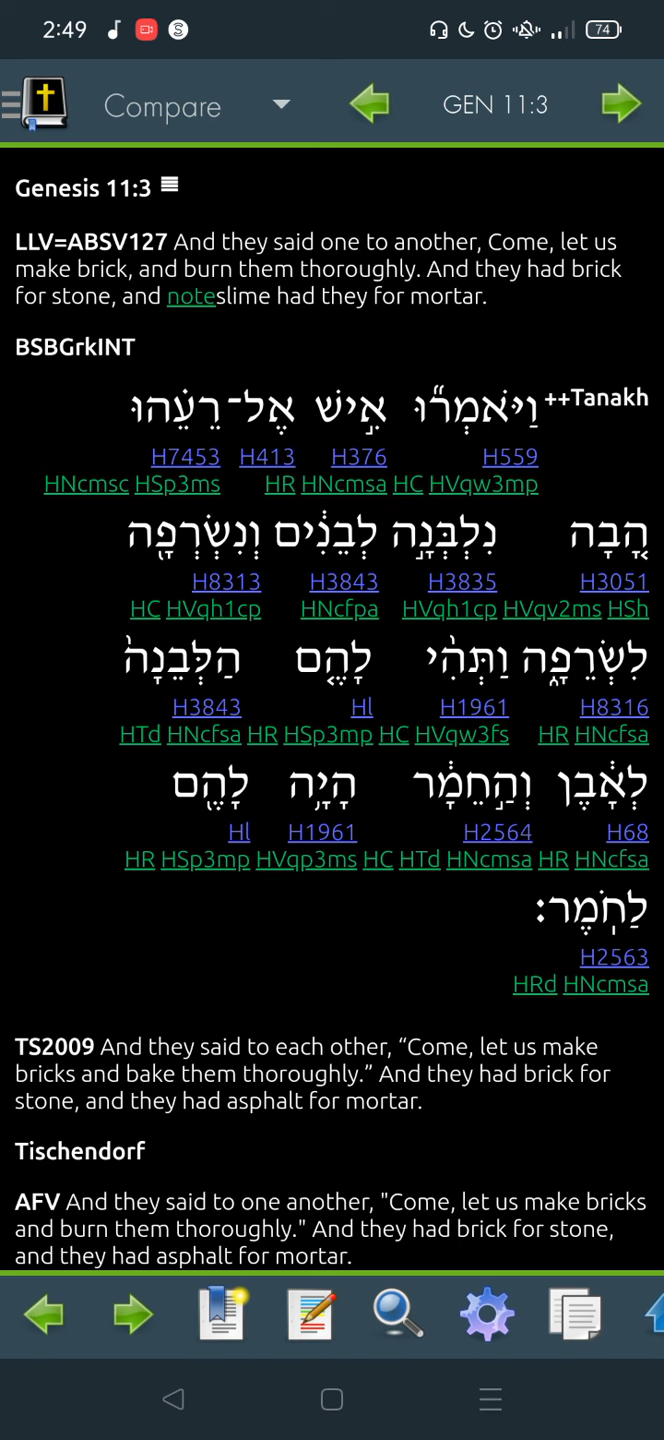 2:49
74
Compare
GEN 11:3
Genesis 11:3
LLV=ABSV127 And they said one to another, Come, let us
make brick, and burn them thoroughly. And they had brick
for stone, and noteslime had they for mortar.
BSBGrkINT
++Tanakh וַיֹּאמְר֞וּ אִ֣ישׁ אֶל־ רֵעֵ֗הוּ
H7453 H413 H376 H559
HNcmsc HSp3ms HR HNcmsa HC HVqw3mp
הָ֚בָה נִלְבְּנָ֣ה לְבֵנִ֔ים וְנִשְׂרְפָ֖ה
H8313 H3843 H3835 H3051
HC HVqh1cp HNcfpa HVqh1cp HVqv2ms HSh
לִשְׂרֵפָ֑ה וַתְּהִ֨י לָהֶ֤ם הַלְּבֵנָה֙
H3843 Hl H1961 H8316
HTd HNcfsa HR HSp3mp HC HVqw3fs HR HNcfsa
לְאָ֔בֶן וְהַ֣חֵמָ֔ר הָיָ֥ה לָהֶ֖ם
Hl H1961 H2564 H68
HR HSp3mp HVqp3ms HC HTd HNcmsa HR HNcfsa
לַחֹֽמֶר׃
H2563
HRd HNcmsa
TS2009 And they said to each other, “Come, let us make
bricks and bake them thoroughly.” And they had brick for
stone, and they had asphalt for mortar.
Tischendorf
AFV And they said to one another, "Come, let us make bricks
and burn them thoroughly." And they had brick for stone,
and they had asphalt for mortar.